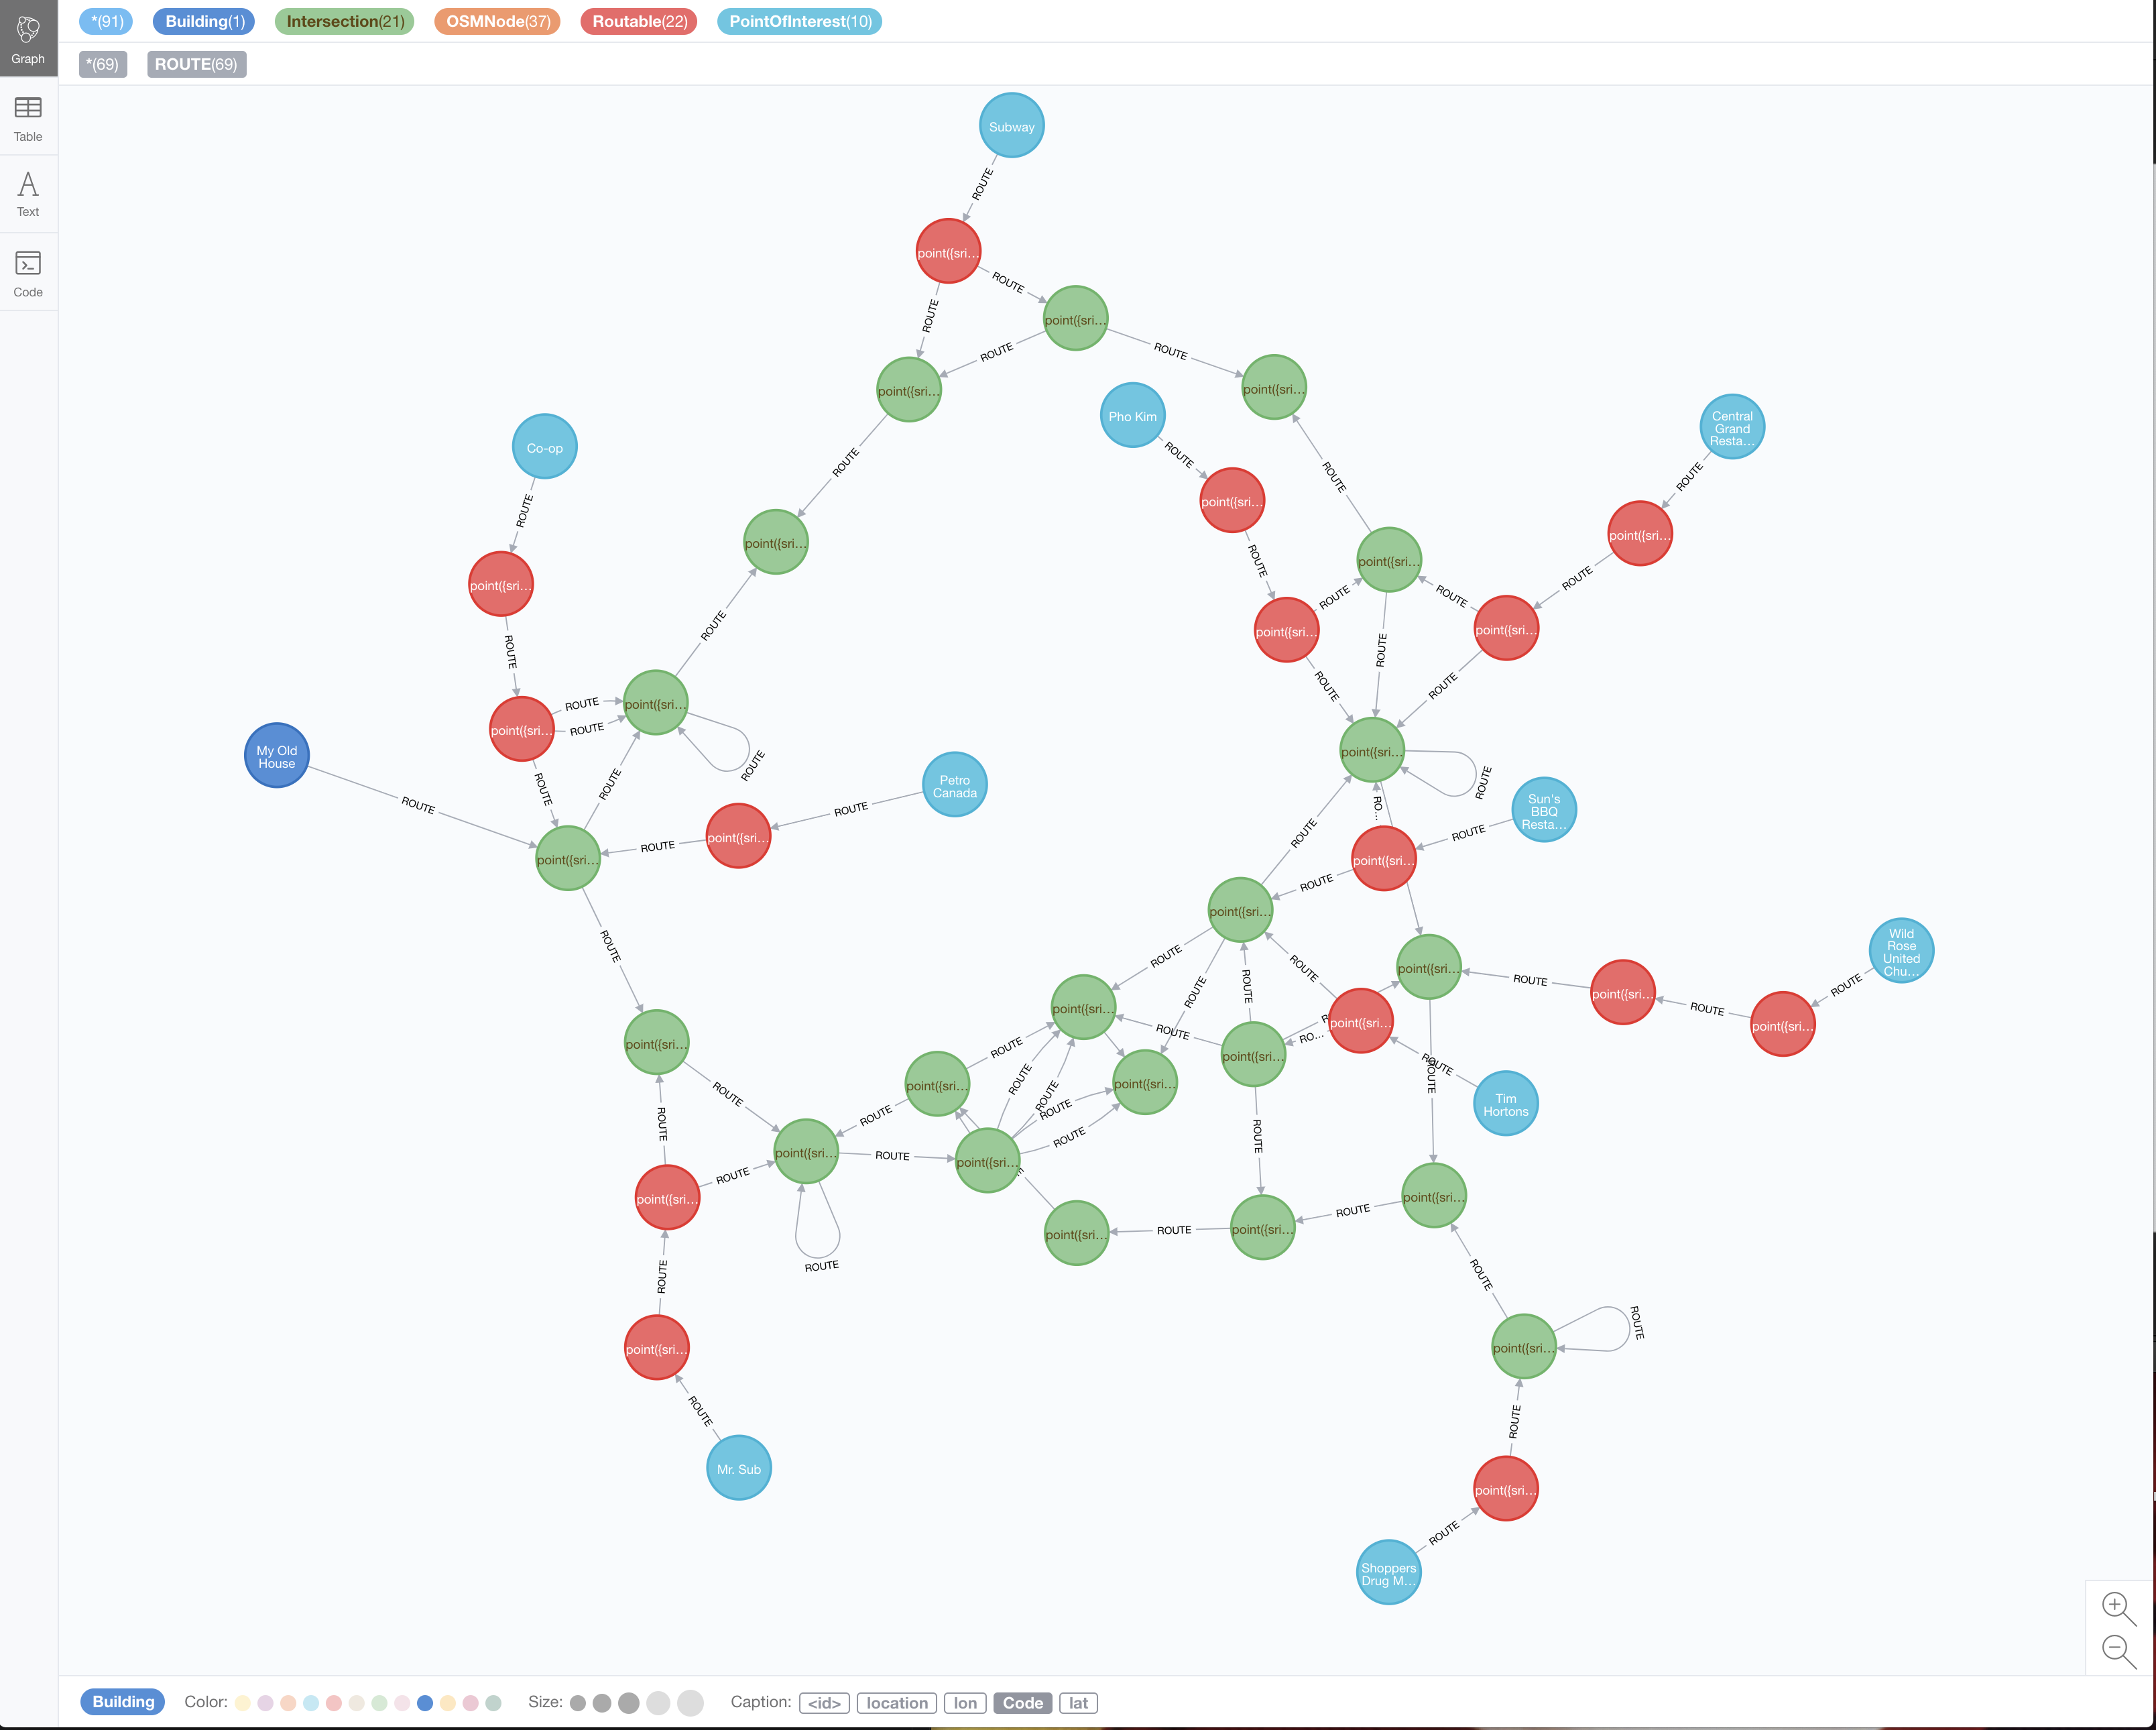 *(91) Building(1) Intersection(21) OSMNode(37) Routable(22) PointOfInterest(10)
*(69) ROUTE(69)
Graph
Table
Text
Code
Subway
ROUTE
point({sri...
ROUTE
ROUTE
point({sri...
ROUTE
ROUTE
point({sri...
point({sri...
Pho Kim
Central
Grand
Resta...
Co-op
ROUTE
ROUTE
ROUTE
ROUTE
ROUTE
point({sri...
point({sri...
point({sri...
ROUTE
point({sri...
point({sri...
ROUTE
ROUTE
ROUTE
ROUTE
point({sri...
point({sri...
ROUTE
ROUTE
ROUTE
ROUTE
ROUTE
point({sri...
ROUTE
ROUTE
point({sri...
My Old
House
point({sri...
ROUTE
ROUTE
ROUTE
ROUTE
ROUTE
Petro
Canada
ROUTE
RO...
Sun's
BBQ
Resta...
ROUTE
point({sri...
ROUTE
ROUTE
ROUTE
point({sri...
point({sri...
ROUTE
point({sri...
ROUTE
Wild
Rose
United
Chu...
ROUTE
ROUTE
ROUTE
point({sri...
ROUTE
ROUTE
ROUTE
point({sri...
ROUTE
ROUTE
point({sri...
ROUTE
point({sri...
point({sri...
RO...
point({sri...
point({sri...
ROUTE
point({sri...
ROUTE
ROUTE
ROUTE
point({sri...
ROUTE
point({sri...
ROUTE
ROUTE
Tim
Hortons
ROUTE
ROUTE
ROUTE
ROUTE
point({sri...
ROUTE
point({sri...
ROUTE
point({sri...
point({sri...
ROUTE
point({sri...
ROUTE
point({sri...
ROUTE
ROUTE
ROUTE
ROUTE
point({sri...
point({sri...
ROUTE
ROUTE
Mr. Sub
point({sri...
ROUTE
Shoppers
Drug M...
Building Color: Size: Caption: <id> location lon Code lat